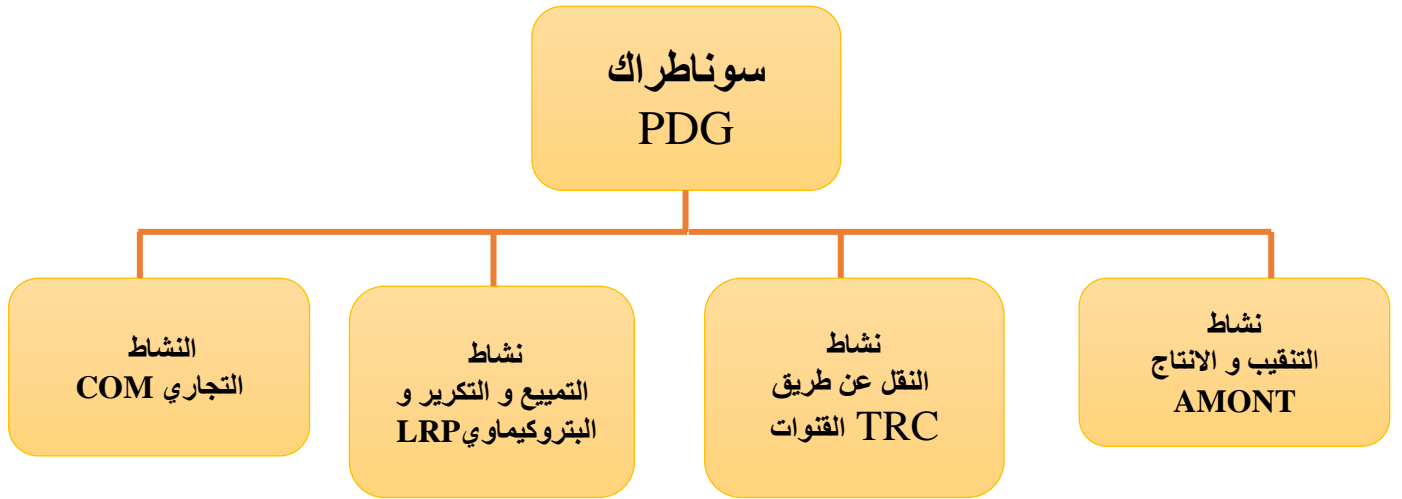 سوناطراك
PDG
نشاط
التنقيب و الانتاج
AMONT
نشاط
النقل عن طريق
القنوات TRC
نشاط
التمييع و التكرير و
البتروكيماويLRP
النشاط
التجاري COM